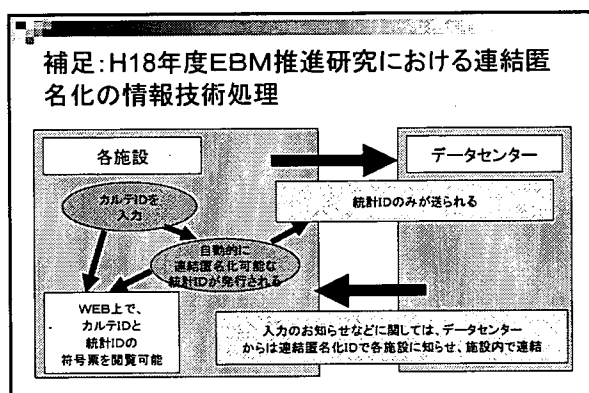 補足:H18年度EBM推進研究における連結匿
名化の情報技術処理
各施設
データセンター
カルテIDを
入力
統計IDのみが送られる
自動的に
連結匿名化可能な
統計IDが発行される
WEB上で、
カルテIDと
統計IDの
符号票を閲覧可能
入力のお知らせなどに関しては、データセンター
からは連結匿名化IDで各施設に知らせ、施設内で連結